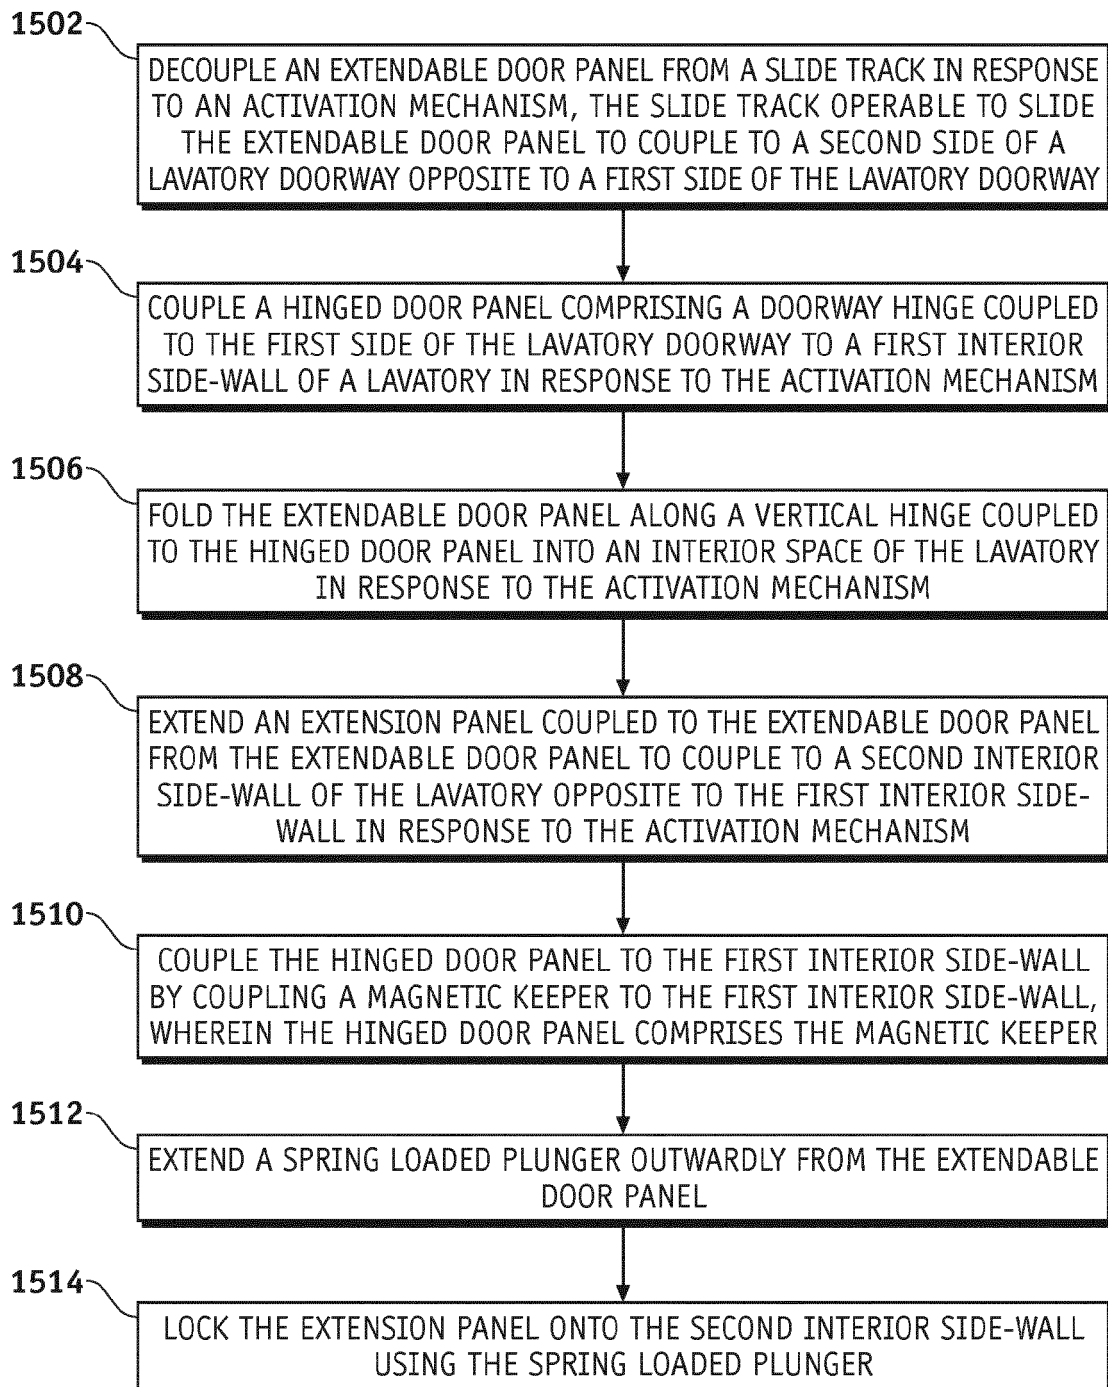 1502
DECOUPLE AN EXTENDABLE DOOR PANEL FROM A SLIDE TRACK IN RESPONSE
TO AN ACTIVATION MECHANISM, THE SLIDE TRACK OPERABLE TO SLIDE
THE EXTENDABLE DOOR PANEL TO COUPLE TO A SECOND SIDE OF A
LAVATORY DOORWAY OPPOSITE TO A FIRST SIDE OF THE LAVATORY DOORWAY
1504
COUPLE A HINGED DOOR PANEL COMPRISING A DOORWAY HINGE COUPLED
TO THE FIRST SIDE OF THE LAVATORY DOORWAY TO A FIRST INTERIOR
SIDE-WALL OF A LAVATORY IN RESPONSE TO THE ACTIVATION MECHANISM
1506
FOLD THE EXTENDABLE DOOR PANEL ALONG A VERTICAL HINGE COUPLED
TO THE HINGED DOOR PANEL INTO AN INTERIOR SPACE OF THE LAVATORY
IN RESPONSE TO THE ACTIVATION MECHANISM
1508
EXTEND AN EXTENSION PANEL COUPLED TO THE EXTENDABLE DOOR PANEL
FROM THE EXTENDABLE DOOR PANEL TO COUPLE TO A SECOND INTERIOR
SIDE-WALL OF THE LAVATORY OPPOSITE TO THE FIRST INTERIOR SIDE-
WALL IN RESPONSE TO THE ACTIVATION MECHANISM
1510
COUPLE THE HINGED DOOR PANEL TO THE FIRST INTERIOR SIDE-WALL
BY COUPLING A MAGNETIC KEEPER TO THE FIRST INTERIOR SIDE-WALL,
WHEREIN THE HINGED DOOR PANEL COMPRISES THE MAGNETIC KEEPER
1512
EXTEND A SPRING LOADED PLUNGER OUTWARDLY FROM THE EXTENDABLE
DOOR PANEL
1514
LOCK THE EXTENSION PANEL ONTO THE SECOND INTERIOR SIDE-WALL
USING THE SPRING LOADED PLUNGER